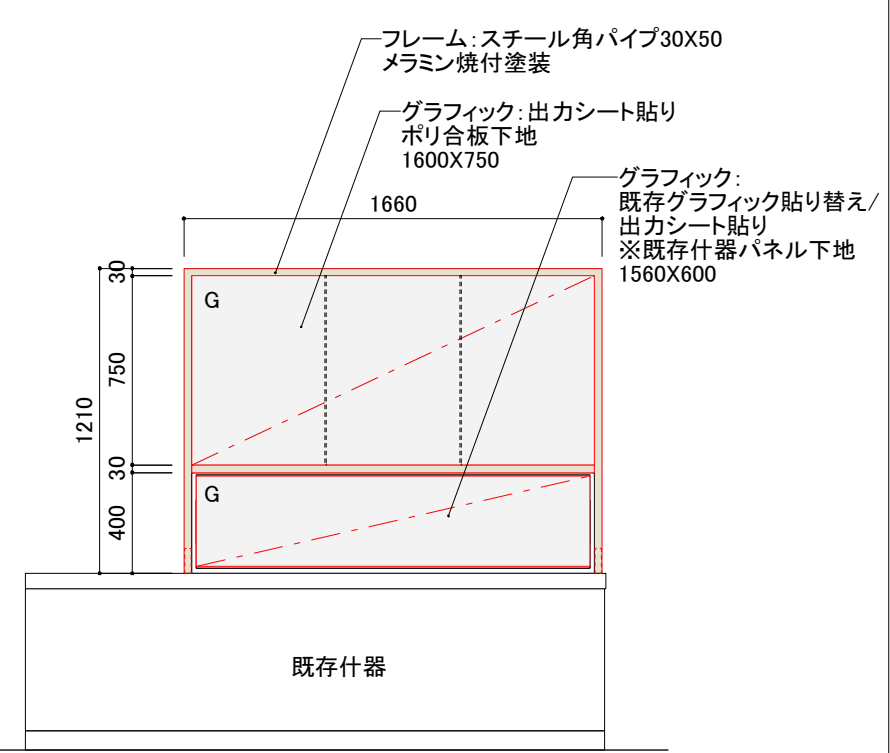 フレーム：スチール角パイプ30X50
メラミン焼付塗装
グラフィック：出力シート貼り
ポリ合板下地
1600X750
グラフィック：
既存グラフィック貼り替え/
出力シート貼り
※既存什器パネル下地
1560X600
1660
30
G
750
1210
30
G
400
既存什器